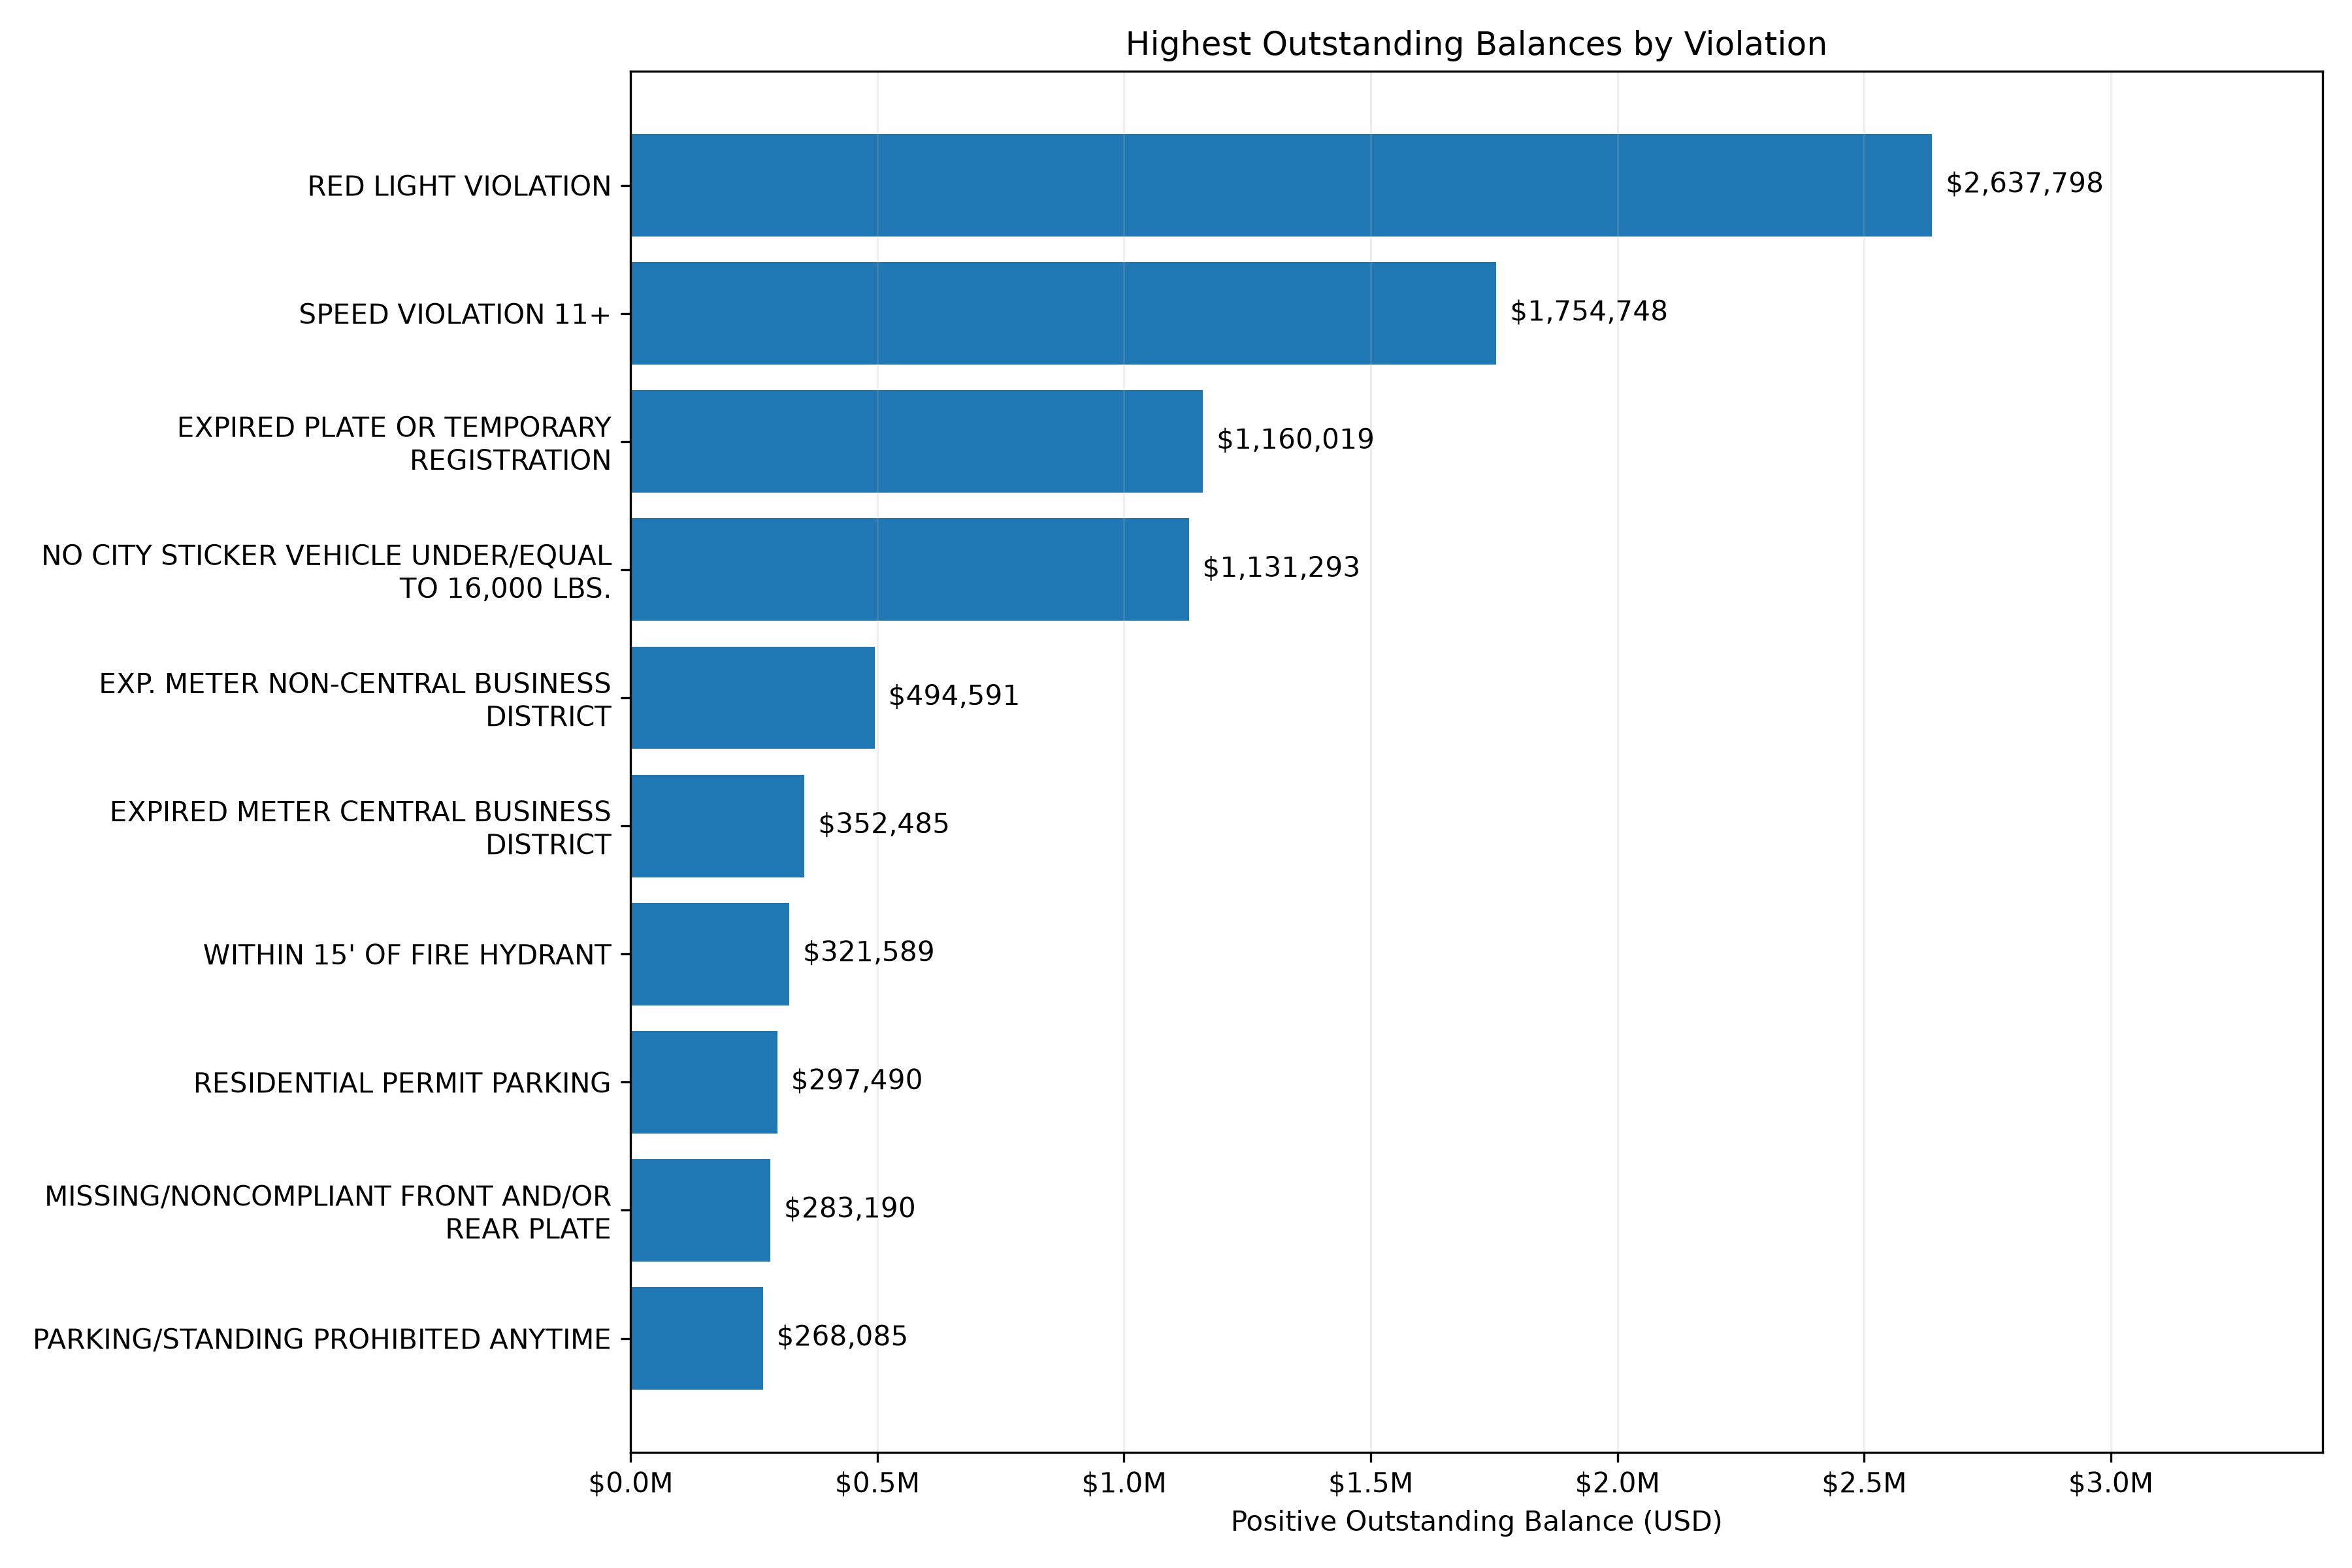 Highest Outstanding Balances by Violation
RED LIGHT VIOLATION
$2,637,798
SPEED VIOLATION 11+
$1,754,748
EXPIRED PLATE OR TEMPORARY
REGISTRATION
$1,160,019
NO CITY STICKER VEHICLE UNDER/EQUAL
TO 16,000 LBS.
$1,131,293
EXP. METER NON-CENTRAL BUSINESS
DISTRICT
$494,591
EXPIRED METER CENTRAL BUSINESS
DISTRICT
$352,485
WITHIN 15' OF FIRE HYDRANT
$321,589
RESIDENTIAL PERMIT PARKING
$297,490
MISSING/NONCOMPLIANT FRONT AND/OR
REAR PLATE
$283,190
PARKING/STANDING PROHIBITED ANYTIME
$268,085
$0.0M $0.5M $1.0M $1.5M $2.0M $2.5M $3.0M
Positive Outstanding Balance (USD)